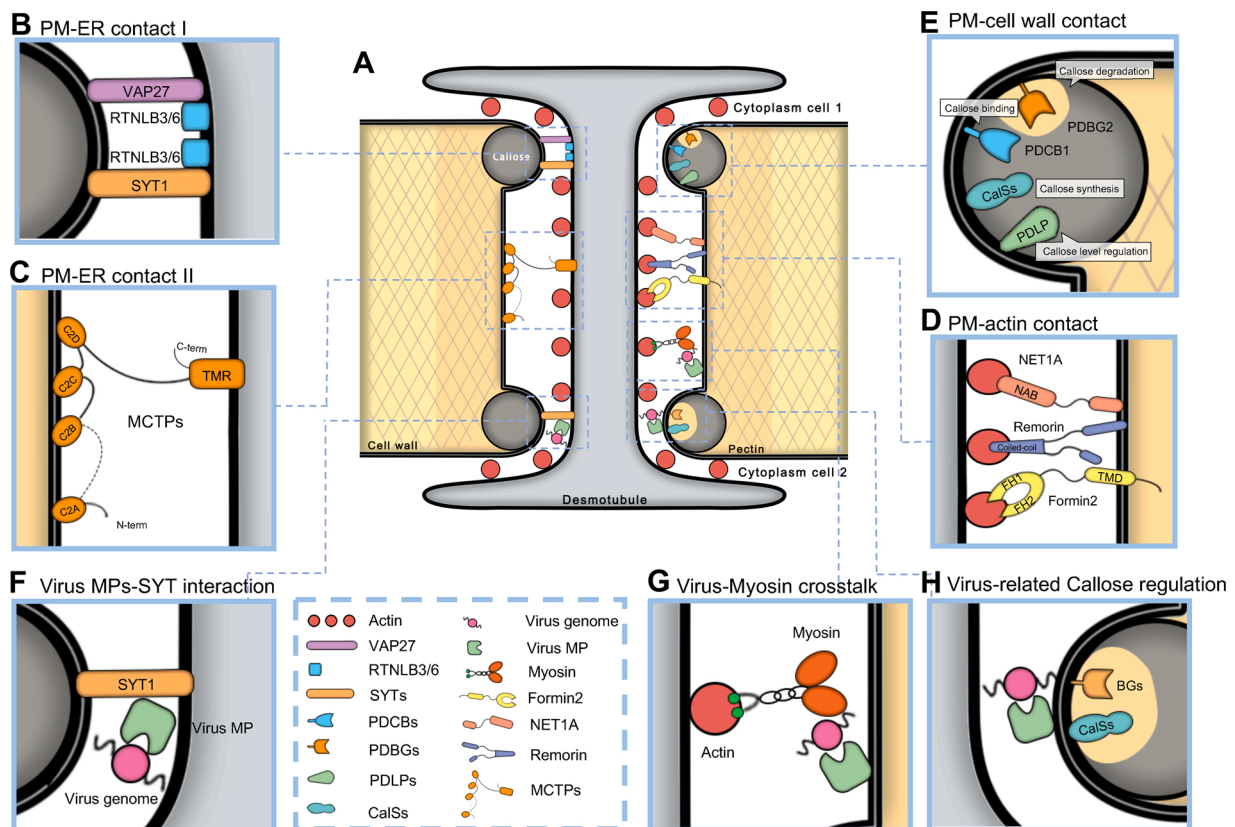 B PM-ER contact I
VAP27
RTNLB3/6
RTNLB3/6
SYT1
A
Cytoplasm cell 1
Callose
Cell wall
Pectin
Cytoplasm cell 2
Desmotubule
E PM-cell wall contact
Callose degradation
Callose binding
PDBG2
PDCB1
CalSs
Callose synthesis
PDLP
Callose level regulation
C PM-ER contact II
C2D
C-term
TMR
C2C
MCTPs
C2B
C2A
N-term
D PM-actin contact
NET1A
NAB
Remorin
Coiled-coil
FH1
TMD
FH2
Formin2
F Virus MPs-SYT interaction
SYT1
Virus MP
Virus genome
Actin
VAP27
RTNLB3/6
SYTs
PDCBs
PDBGs
PDLPs
CalSs
Virus genome
Virus MP
Myosin
Formin2
NET1A
Remorin
MCTPs
G Virus-Myosin crosstalk
Myosin
Actin
H Virus-related Callose regulation
BGs
CalSs